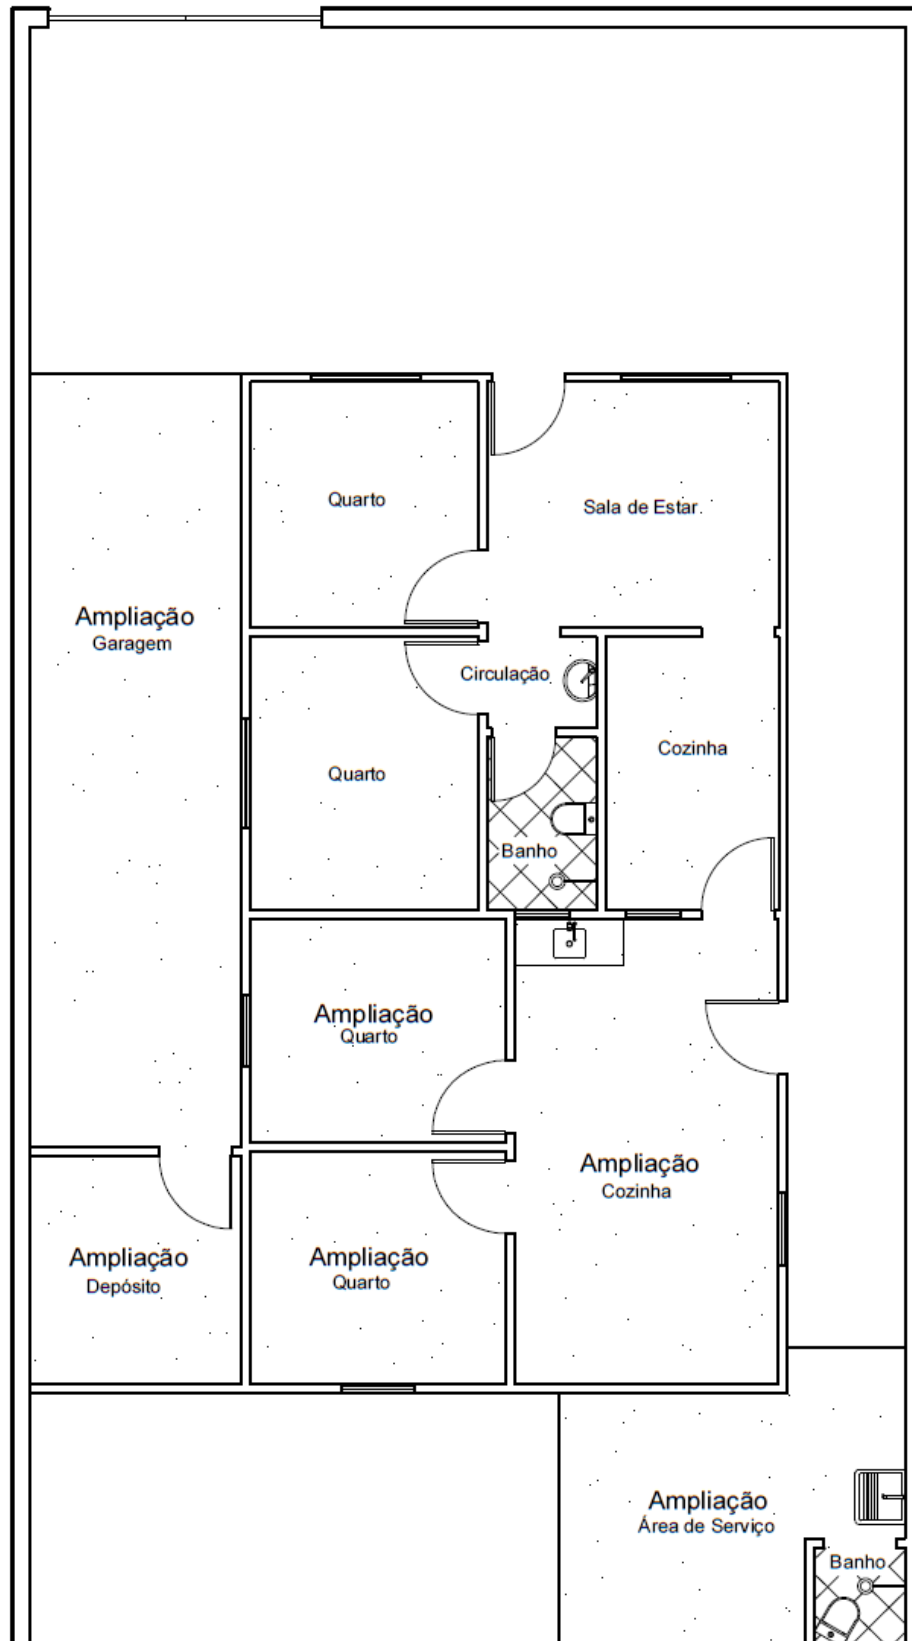 Quarto
Sala de Estar
Ampliação
Garagem
Circulação
Quarto
Cozinha
Banho
Ampliação
Quarto
Ampliação
Cozinha
Ampliação
Depósito
Ampliação
Quarto
Ampliação
Área de Serviço
Banho